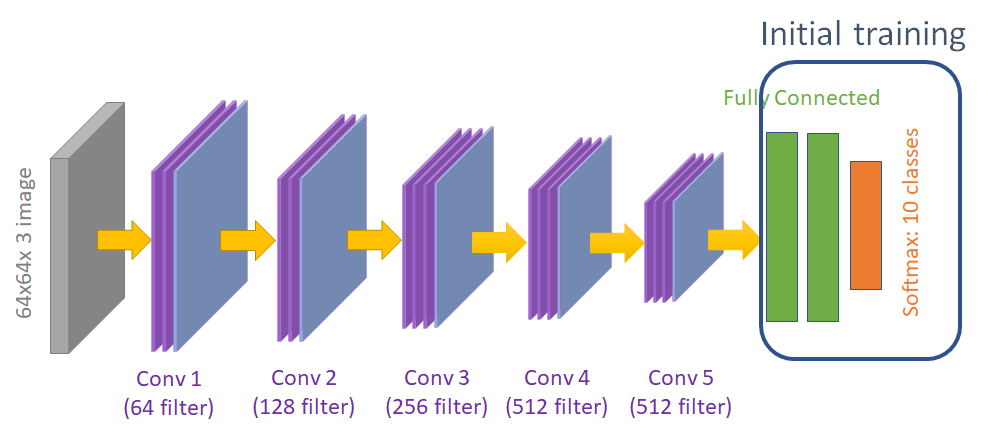 Initial training
Fully Connected
64x64x 3 image
Softmax: 10 classes
Conv 1
(64 filter)
Conv 2
(128 filter)
Conv 3
(256 filter)
Conv 4
(512 filter)
Conv 5
(512 filter)